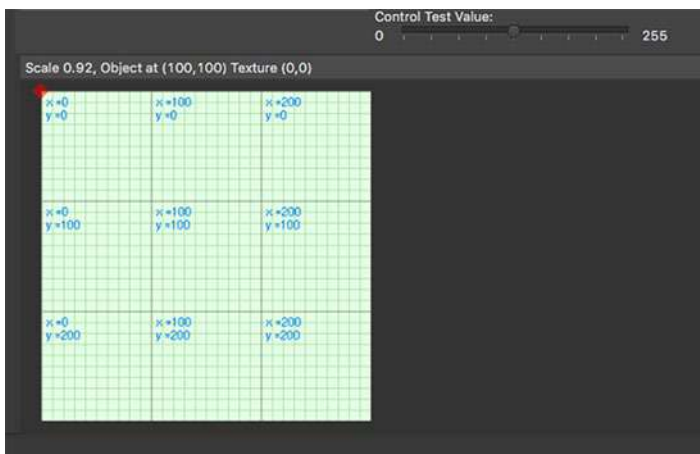 Control Test Value:
0 255
Scale 0.92, Object at (100,100) Texture (0,0)
x =0 x =100 x =200
y =0 y =0 y =0
x =0 x =100 x =200
y =100 y =100 y =100
x =0 x =100 x =200
y =200 y =200 y =200